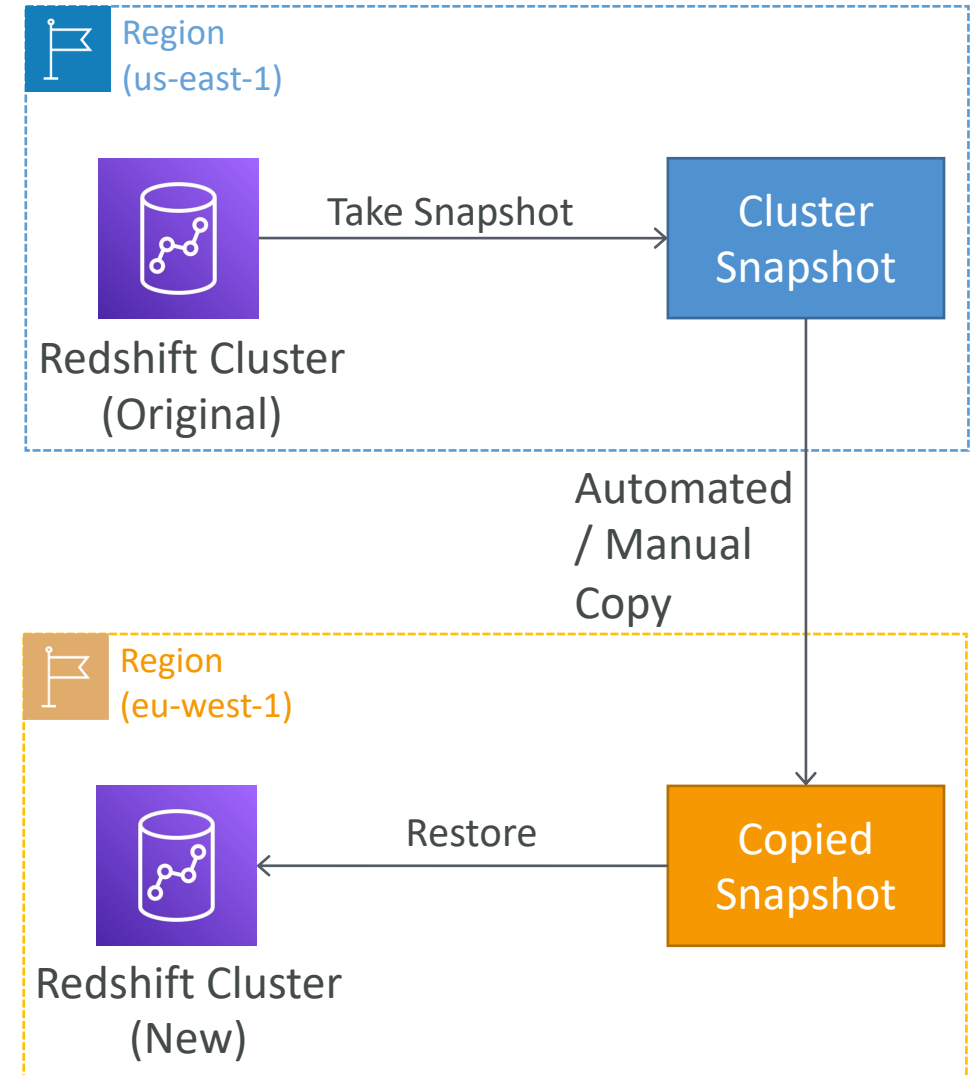 Region
(us-east-1)
Take Snapshot
Cluster
Snapshot
Redshift Cluster
(Original)
Automated
/ Manual
Copy
Region
(eu-west-1)
Restore
Copied
Snapshot
Redshift Cluster
(New)